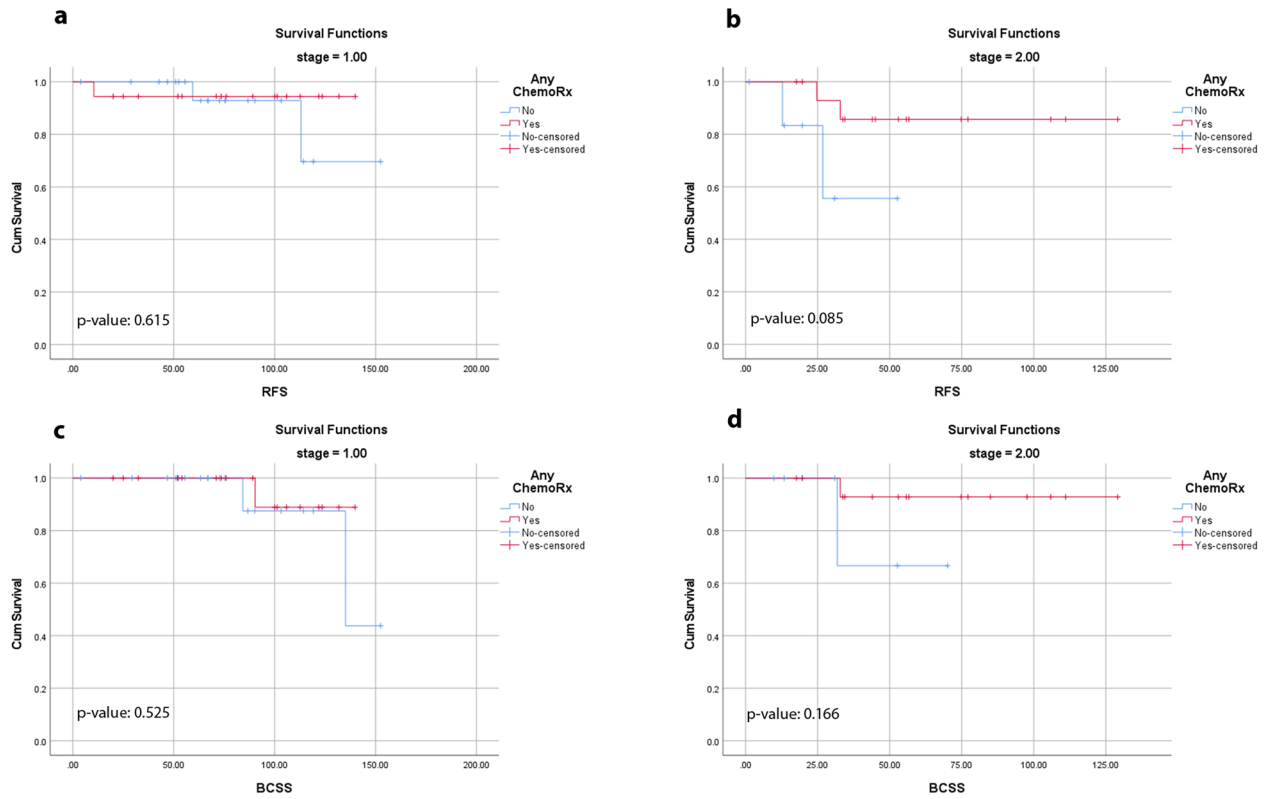 a
Survival Functions
stage = 1.00
Any
ChemoRx
No
Yes
No-censored
Yes-censored
Cum Survival
1.0
0.8
0.6
0.4
0.2
0.0
p-value: 0.615
.00 50.00 100.00 150.00 200.00
RFS
b
Survival Functions
stage = 2.00
Any
ChemoRx
No
Yes
No-censored
Yes-censored
Cum Survival
1.0
0.8
0.6
0.4
0.2
0.0
p-value: 0.085
.00 25.00 50.00 75.00 100.00 125.00
RFS
c
Survival Functions
stage = 1.00
Any
ChemoRx
No
Yes
No-censored
Yes-censored
Cum Survival
1.0
0.8
0.6
0.4
0.2
0.0
p-value: 0.525
.00 50.00 100.00 150.00 200.00
BCSS
d
Survival Functions
stage = 2.00
Any
ChemoRx
No
Yes
No-censored
Yes-censored
Cum Survival
1.0
0.8
0.6
0.4
0.2
0.0
p-value: 0.166
.00 25.00 50.00 75.00 100.00 125.00
BCSS